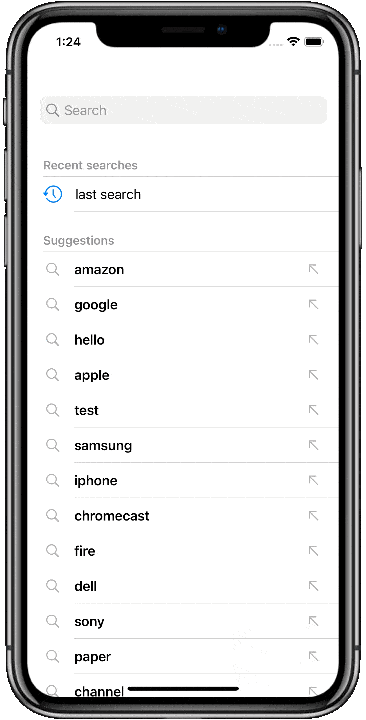 1:24
Search
Recent searches
last search
Suggestions
amazon
google
hello
apple
test
samsung
iphone
chromecast
fire
dell
sony
paper
channel